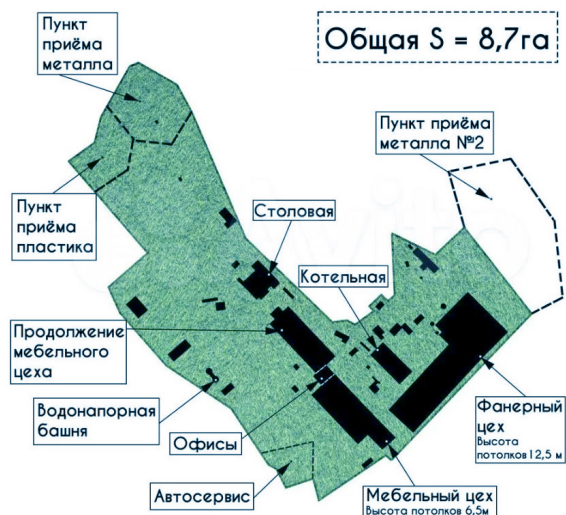 Пункт
приёма
металла
Общая S = 8,7га
Пункт приёма
металла №2
Пункт
приёма
пластика
Столовая
Котельная
Продолжение
мебельного
цеха
Водонапорная
башня
Офисы
Автосервис
Фанерный
цех
Высота
потолков 12,5 м
Мебельный цех
Высота потолков 6,5м